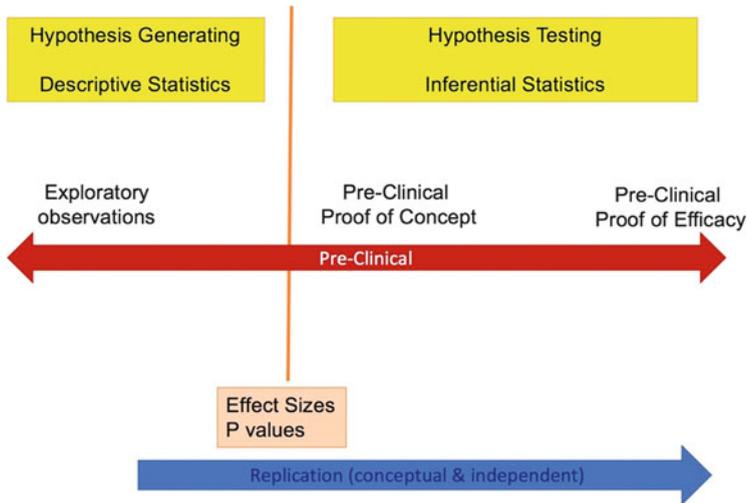 Hypothesis Generating
Descriptive Statistics
Hypothesis Testing
Inferential Statistics
Exploratory
observations
Pre-Clinical
Proof of Concept
Pre-Clinical
Proof of Efficacy
Pre-Clinical
Effect Sizes
P values
Replication (conceptual & independent)